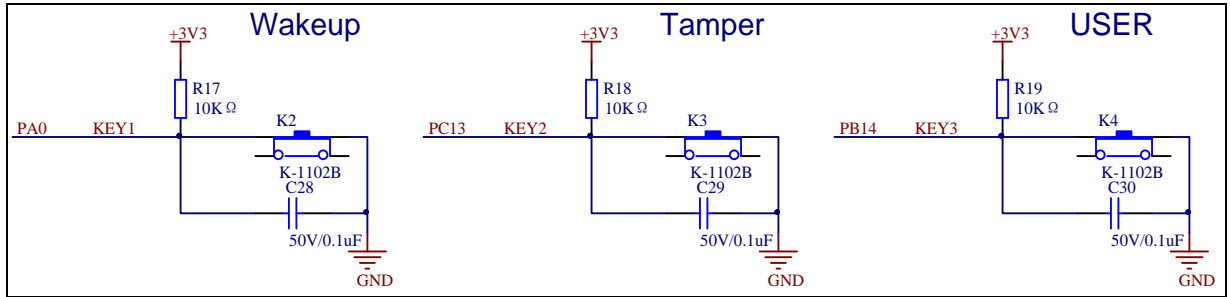 Wakeup
+3V3
R17
10KΩ
PA0 KEY1
K2
K-1102B
C28
50V/0.1uF
GND
Tamper
+3V3
R18
10KΩ
PC13 KEY2
K3
K-1102B
C29
50V/0.1uF
GND
USER
+3V3
R19
10KΩ
PB14 KEY3
K4
K-1102B
C30
50V/0.1uF
GND